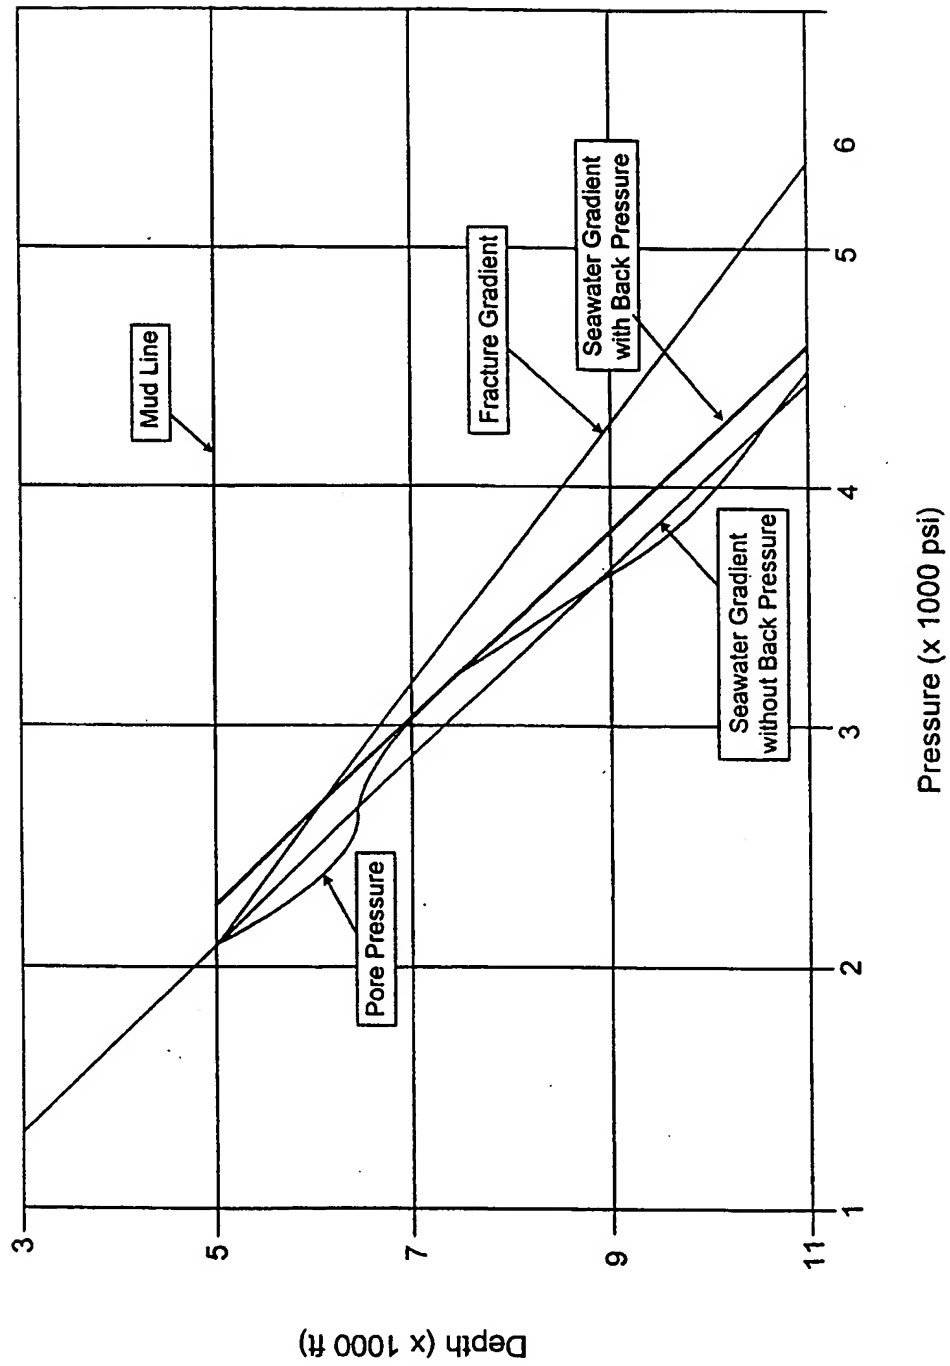 3
5
7
9
11
Depth (x 1000 ft)
Mud Line
Fracture Gradient
Seawater Gradient
with Back Pressure
Pore Pressure
Seawater Gradient
without Back Pressure
1
2
3
4
5
6
Pressure (x 1000 psi)